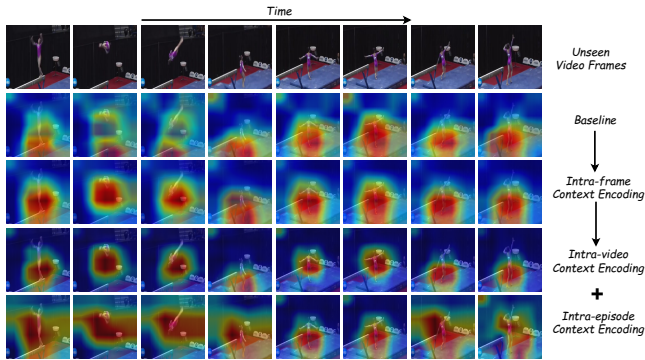 Time
Unseen
Video Frames
Baseline
Intra-frame
Context Encoding
Intra-video
Context Encoding
+
Intra-episode
Context Encoding